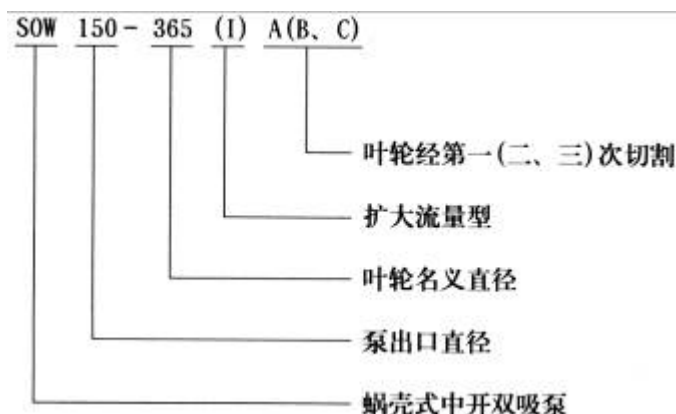 SOW 150-365 (I) A(B、C)
叶轮经第一(二、三)次切割
扩大流量型
叶轮名义直径
泵出口直径
蜗壳式中开双吸泵